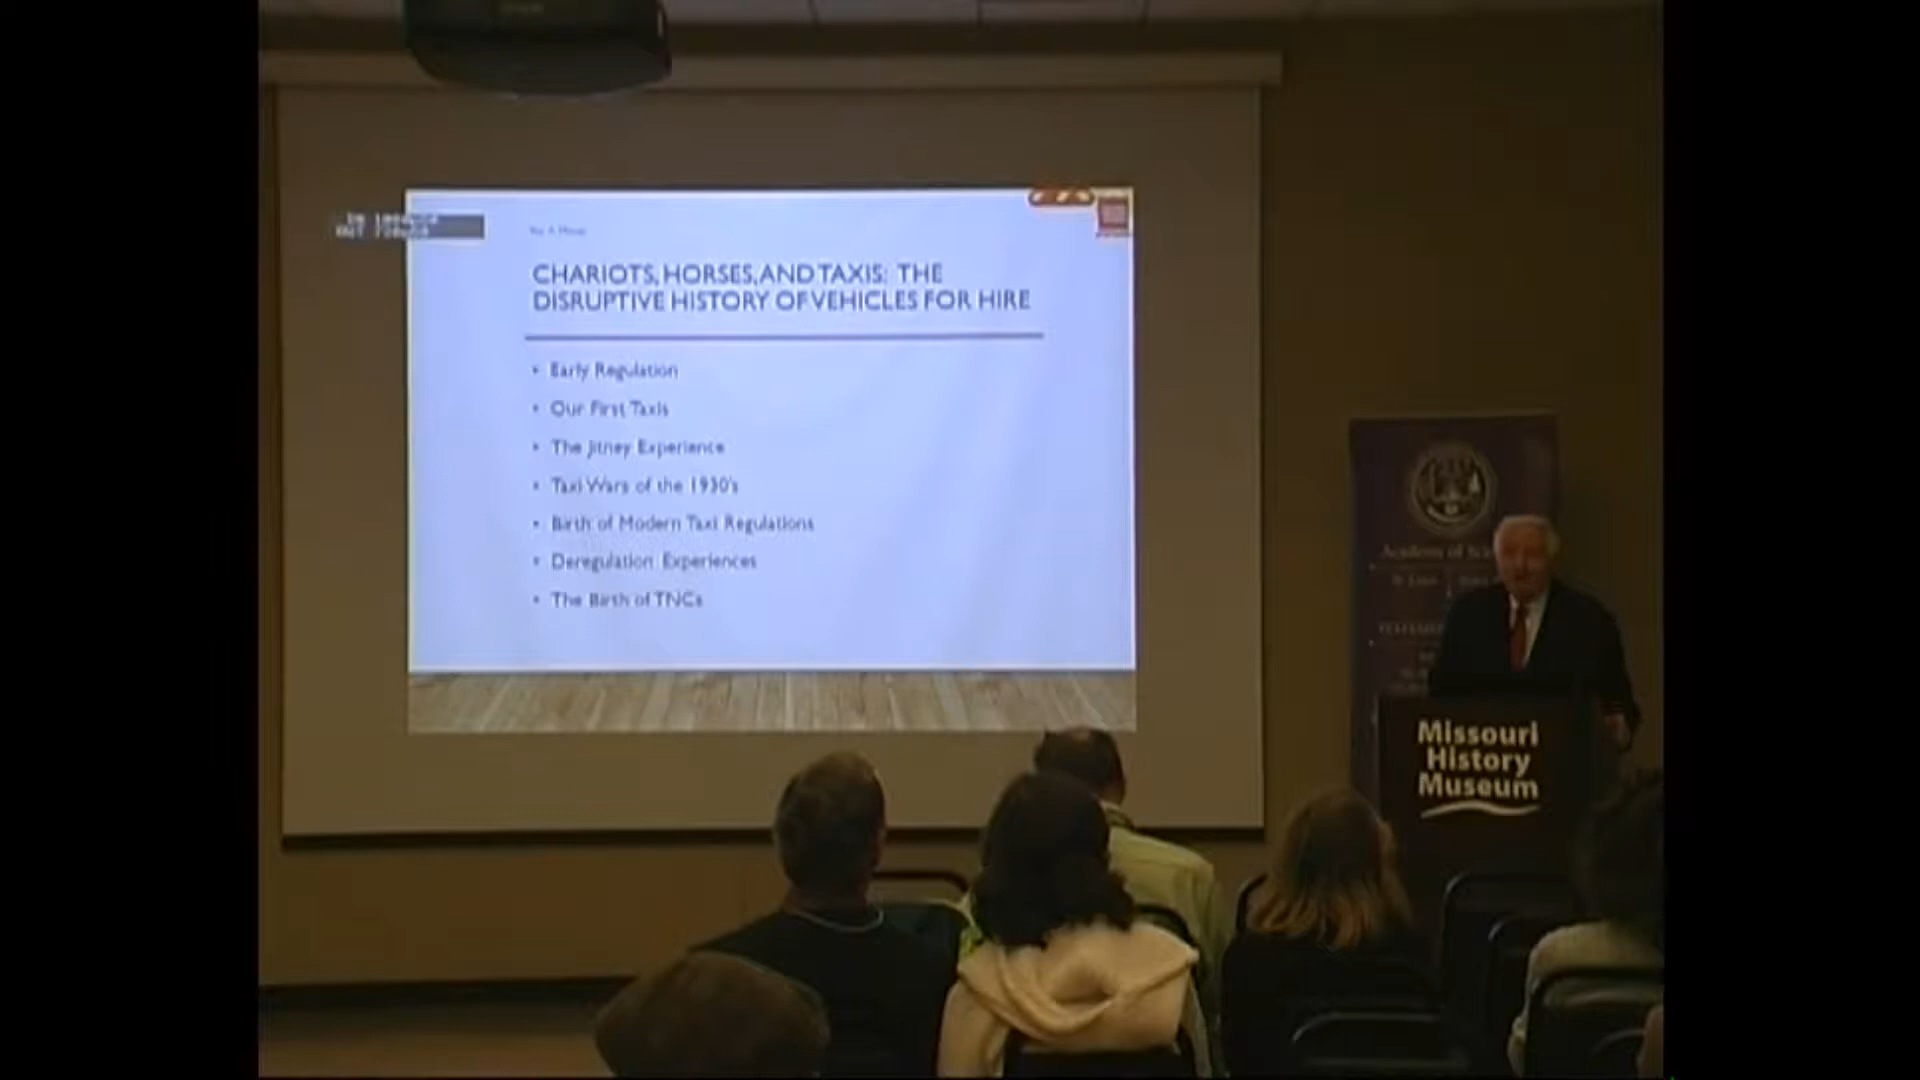 CHARIOTS, HORSES, AND TAXIS: THE
DISRUPTIVE HISTORY OF VEHICLES FOR HIRE
• Early Regulation
• Our First Taxis
• The Jitney Experience
• Taxi Wars of the 1930's
• Birth of Modern Taxi Regulations
• Deregulation Experiences
• The Birth of TNCs
Academy of
Missouri
History
Museum